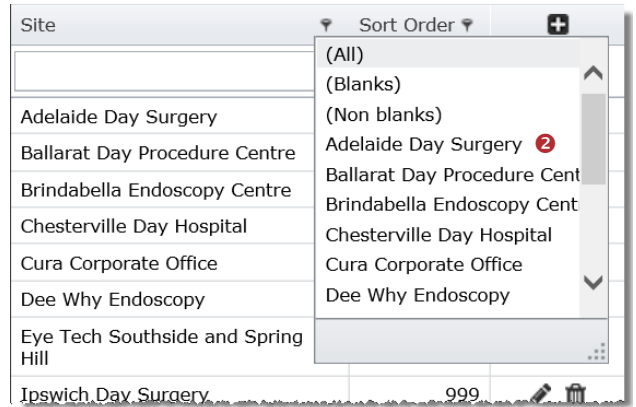 Site
Sort Order
(All)
(Blanks)
(Non blanks)
Adelaide Day Surgery 2
Ballarat Day Procedure Cent
Brindabella Endoscopy Cent
Chesterville Day Hospital
Cura Corporate Office
Dee Why Endoscopy
Adelaide Day Surgery
Ballarat Day Procedure Centre
Brindabella Endoscopy Centre
Chesterville Day Hospital
Cura Corporate Office
Dee Why Endoscopy
Eye Tech Southside and Spring
Hill
Ipswich Day Surgery
999